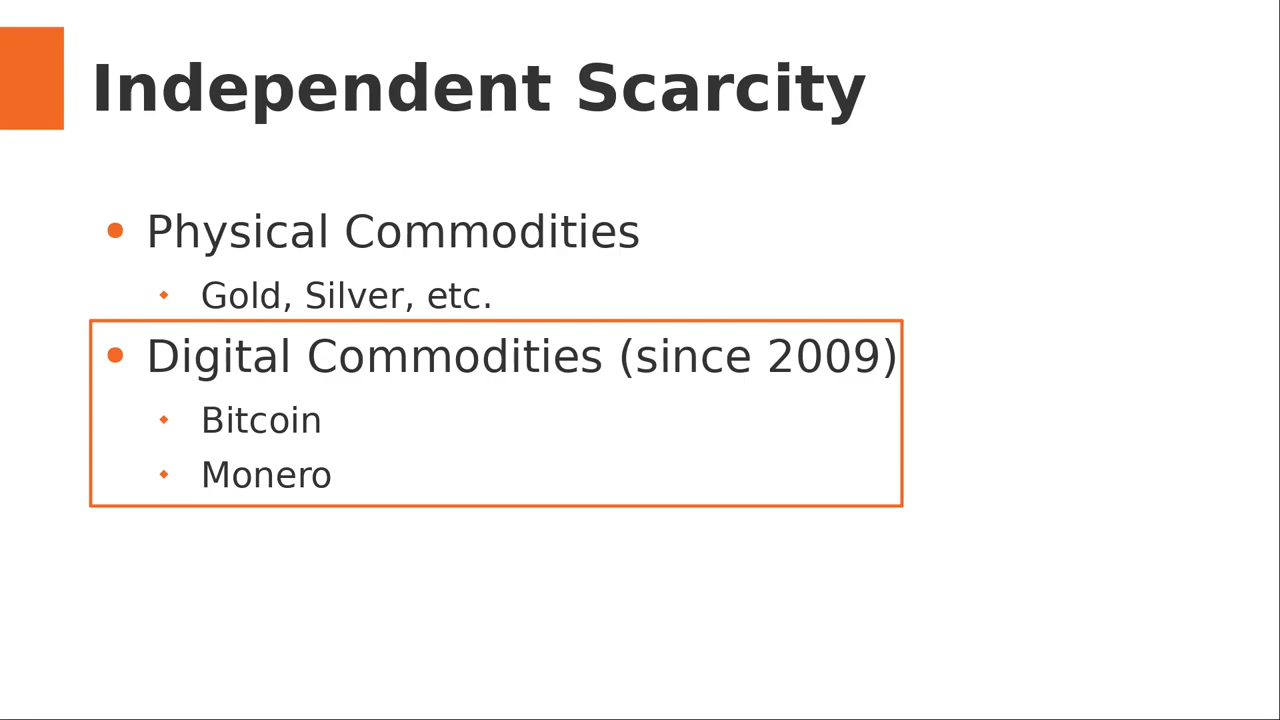 Independent Scarcity
Physical Commodities
Gold, Silver, etc.
Digital Commodities (since 2009)
Bitcoin
Monero